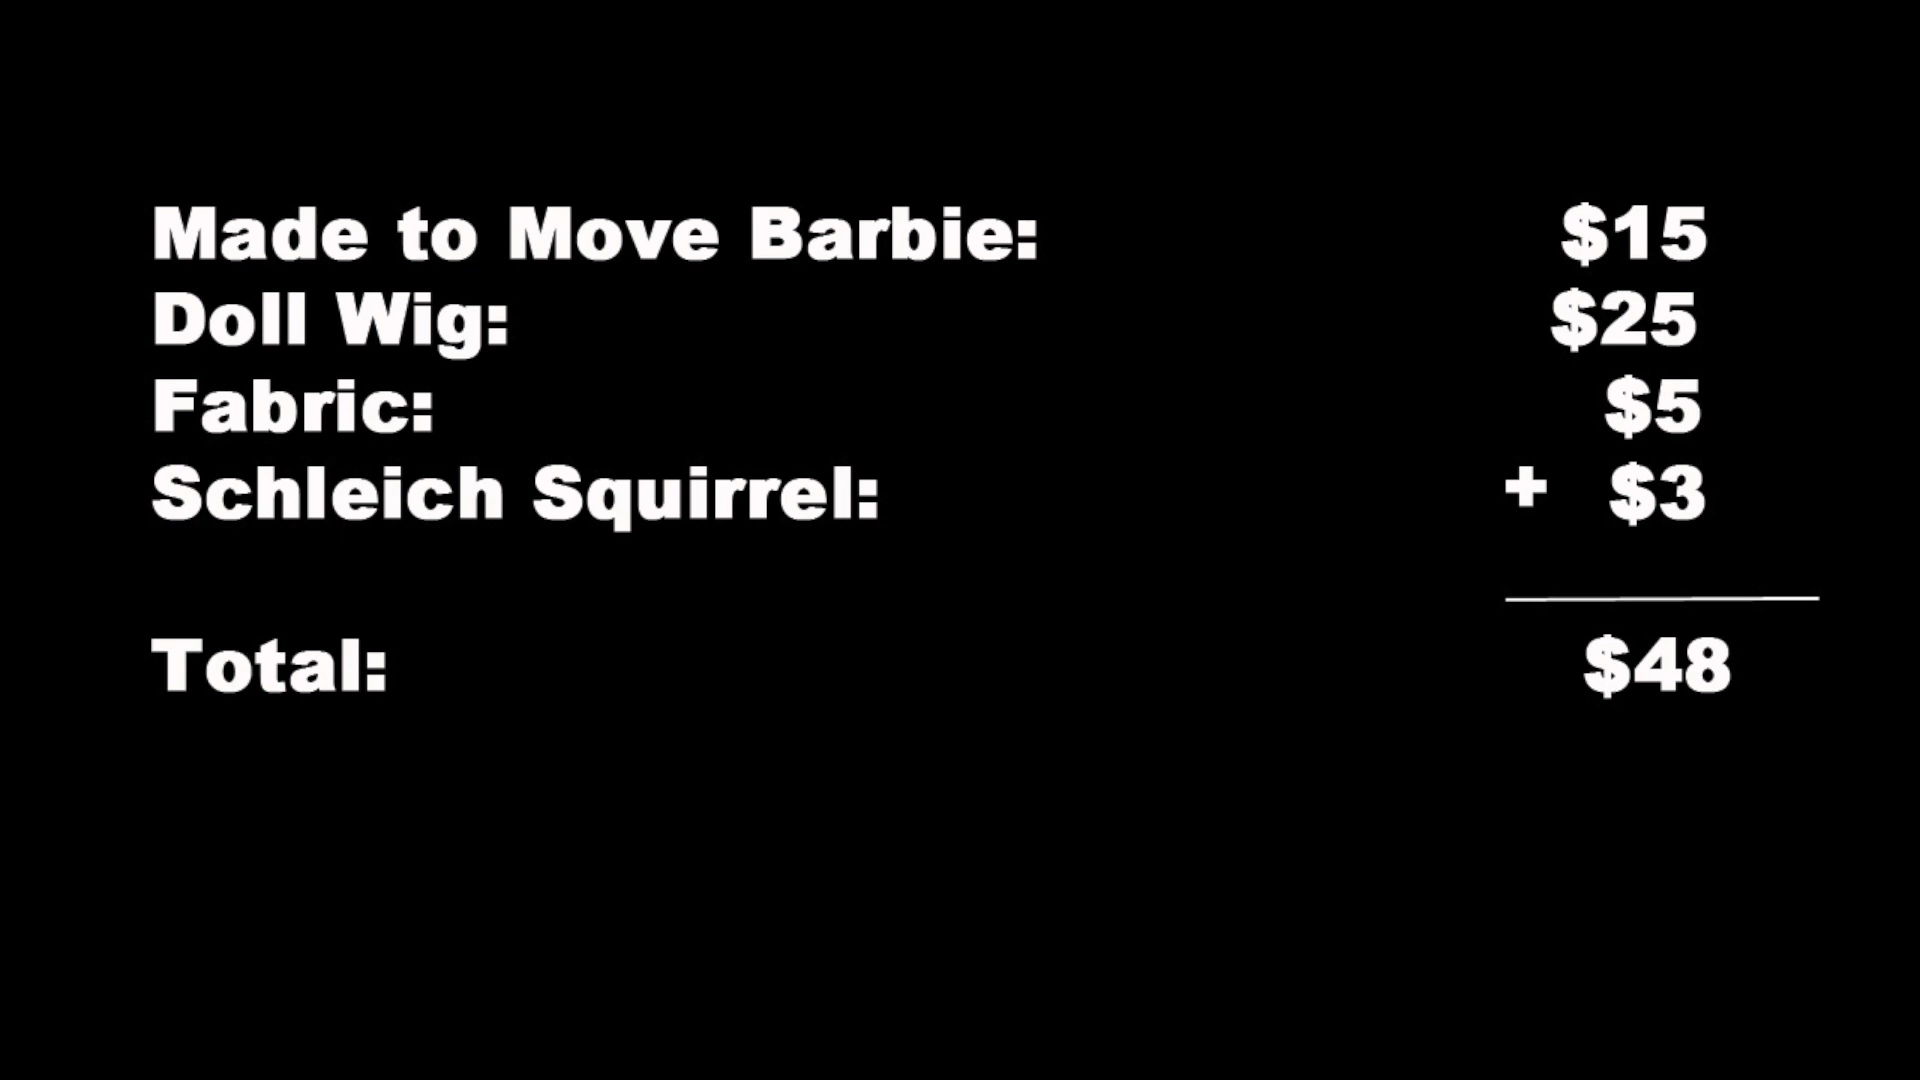 Made to Move Barbie: $15
Doll Wig: $25
Fabric: $5
Schleich Squirrel: + $3
Total: $48